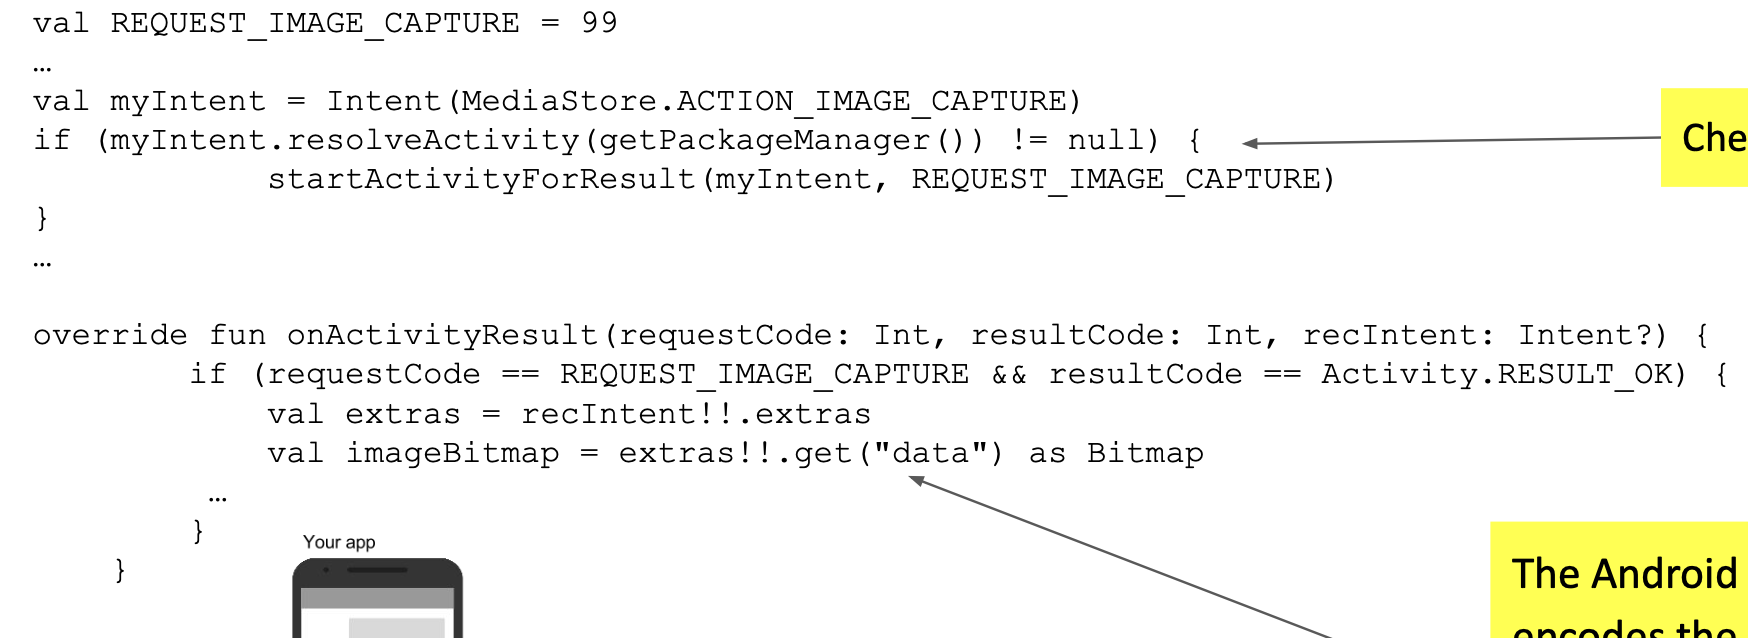 val REQUEST_IMAGE_CAPTURE = 99
…
val myIntent = Intent(MediaStore.ACTION_IMAGE_CAPTURE)
if (myIntent.resolveActivity(getPackageManager()) != null) {
startActivityForResult(myIntent, REQUEST_IMAGE_CAPTURE)
}
…
override fun onActivityResult(requestCode: Int, resultCode: Int, recIntent: Intent?) {
if (requestCode == REQUEST_IMAGE_CAPTURE && resultCode == Activity.RESULT_OK) {
val extras = recIntent!!.extras
val imageBitmap = extras!!.get("data") as Bitmap
…
}
}
Che
Your app
The Android
encodes the